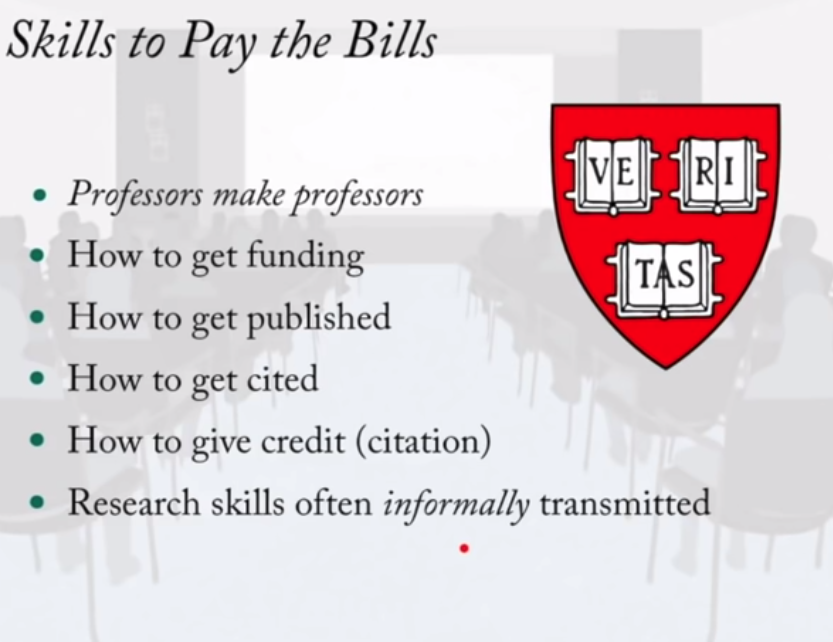 Skills to Pay the Bills
Professors make professors
How to get funding
How to get published
How to get cited
How to give credit (citation)
Research skills often informally transmitted
VE RI
TAS